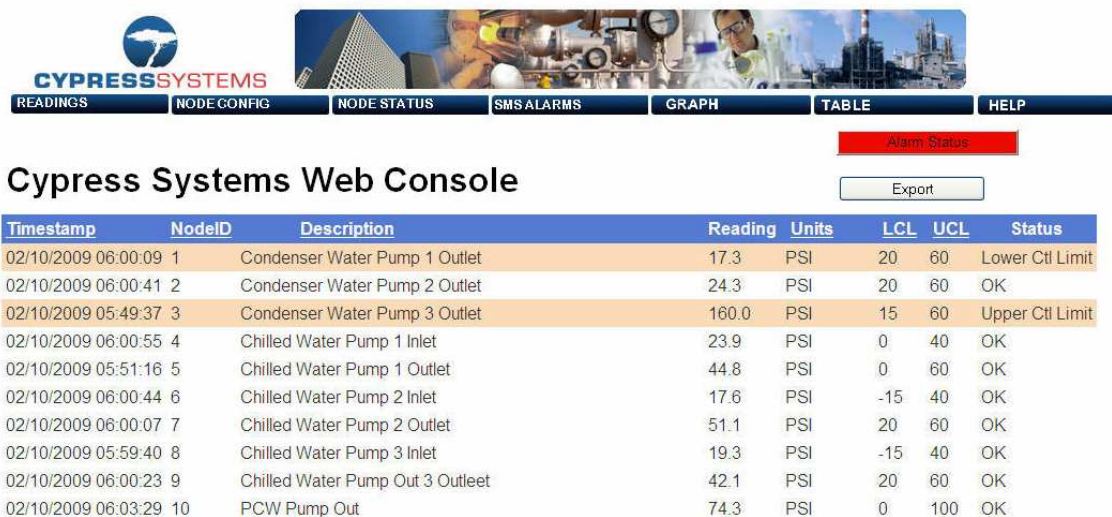 CYPRESSSYSTEMS
READINGS NODE CONFIG NODE STATUS SMS ALARMS GRAPH TABLE HELP
Alarm Status
Cypress Systems Web Console
Export
Timestamp NodeID Description Reading Units LCL UCL Status
02/10/2009 06:00:09 1 Condenser Water Pump 1 Outlet 17.3 PSI 20 60 Lower Ctl Limit
02/10/2009 06:00:41 2 Condenser Water Pump 2 Outlet 24.3 PSI 20 60 OK
02/10/2009 05:49:37 3 Condenser Water Pump 3 Outlet 160.0 PSI 15 60 Upper Ctl Limit
02/10/2009 06:00:55 4 Chilled Water Pump 1 Inlet 23.9 PSI 0 40 OK
02/10/2009 05:51:16 5 Chilled Water Pump 1 Outlet 44.8 PSI 0 60 OK
02/10/2009 06:00:44 6 Chilled Water Pump 2 Inlet 17.6 PSI -15 40 OK
02/10/2009 06:00:07 7 Chilled Water Pump 2 Outlet 51.1 PSI 20 60 OK
02/10/2009 05:59:40 8 Chilled Water Pump 3 Inlet 19.3 PSI -15 40 OK
02/10/2009 06:00:23 9 Chilled Water Pump Out 3 Outleet 42.1 PSI 20 60 OK
02/10/2009 06:03:29 10 PCW Pump Out 74.3 PSI 0 100 OK